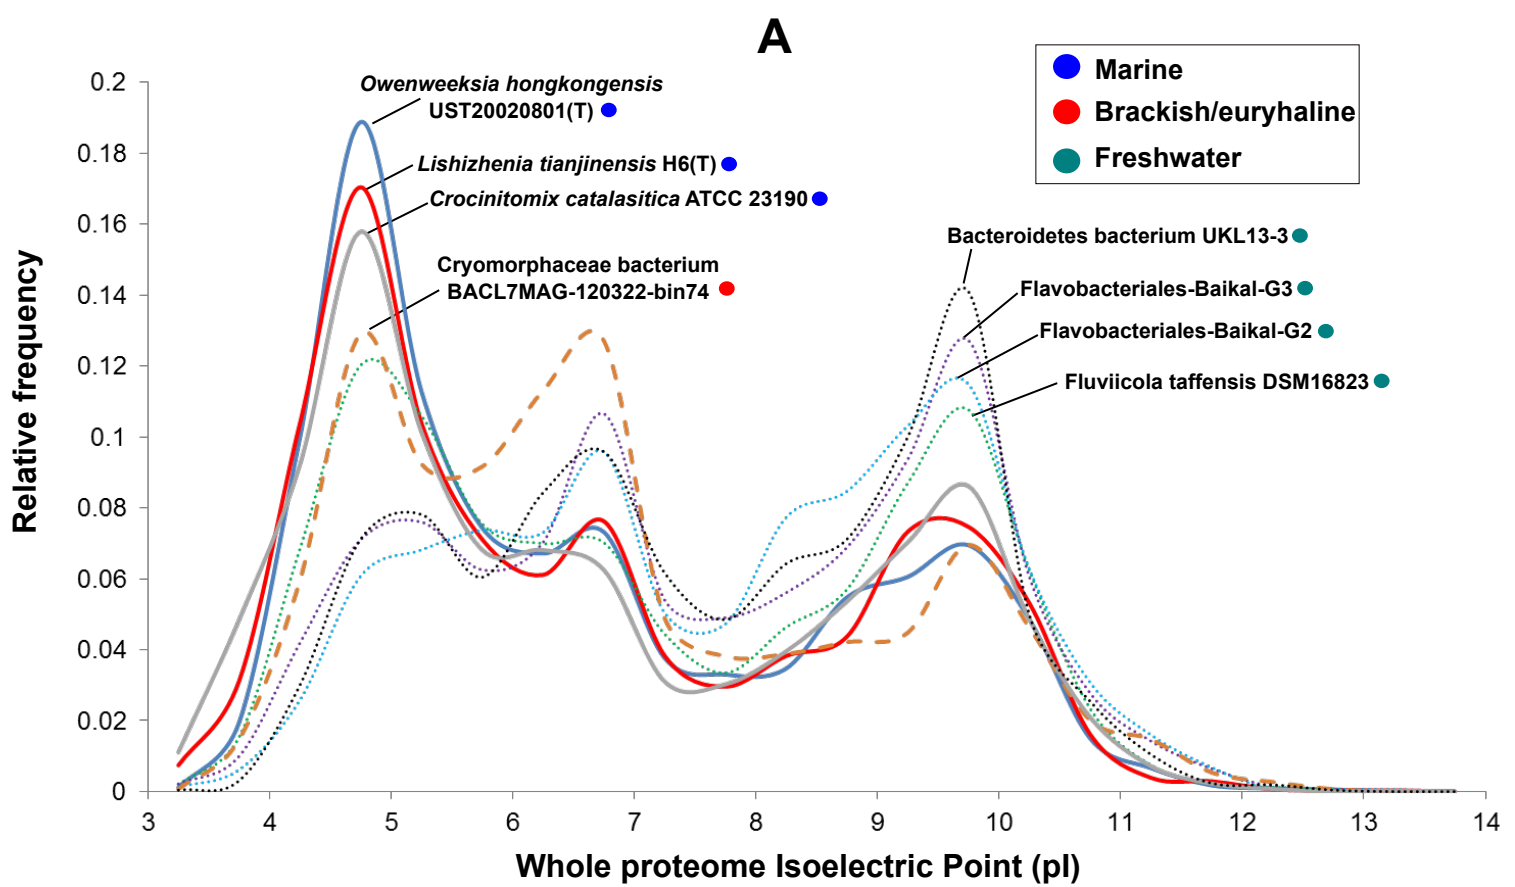 A
Marine
Brackish/euryhaline
Freshwater
Owenweeksia hongkongensis
UST20020801(T)
Lishizhenia tianjinensis H6(T)
Crocinitomix catalasitica ATCC 23190
Cryomorphaceae bacterium
BACL7MAG-120322-bin74
Bacteroidetes bacterium UKL13-3
Flavobacteriales-Baikal-G3
Flavobacteriales-Baikal-G2
Fluviicola taffensis DSM16823
Relative frequency
0.2
0.18
0.16
0.14
0.12
0.1
0.08
0.06
0.04
0.02
0
3 4 5 6 7 8 9 10 11 12 13 14
Whole proteome Isoelectric Point (pI)